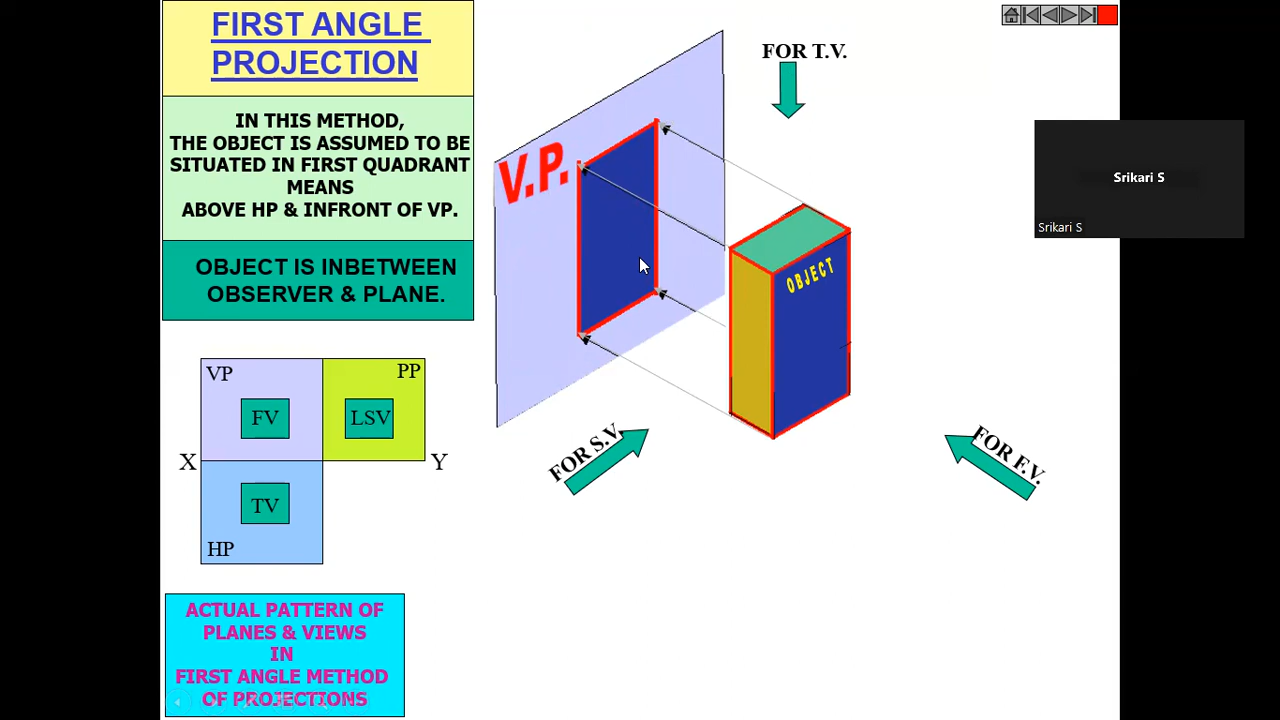 FIRST ANGLE
PROJECTION
IN THIS METHOD,
THE OBJECT IS ASSUMED TO BE
SITUATED IN FIRST QUADRANT
MEANS
ABOVE HP & INFRONT OF VP.
OBJECT IS INBETWEEN
OBSERVER & PLANE.
VP
PP
FV
LSV
X
Y
TV
HP
ACTUAL PATTERN OF
PLANES & VIEWS
IN
FIRST ANGLE METHOD
OF PROJECTIONS
FOR T.V.
V.P.
OBJECT
FOR S.V.
FOR F.V.
Srikari S
Srikari S